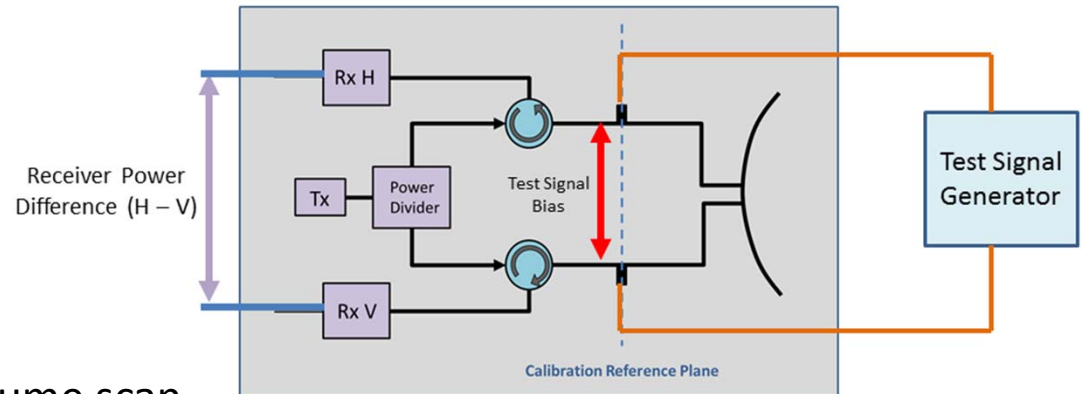 Rx H
Receiver Power
Difference (H – V)
Tx
Power
Divider
Test Signal
Bias
Test Signal
Generator
Rx V
Calibration Reference Plane